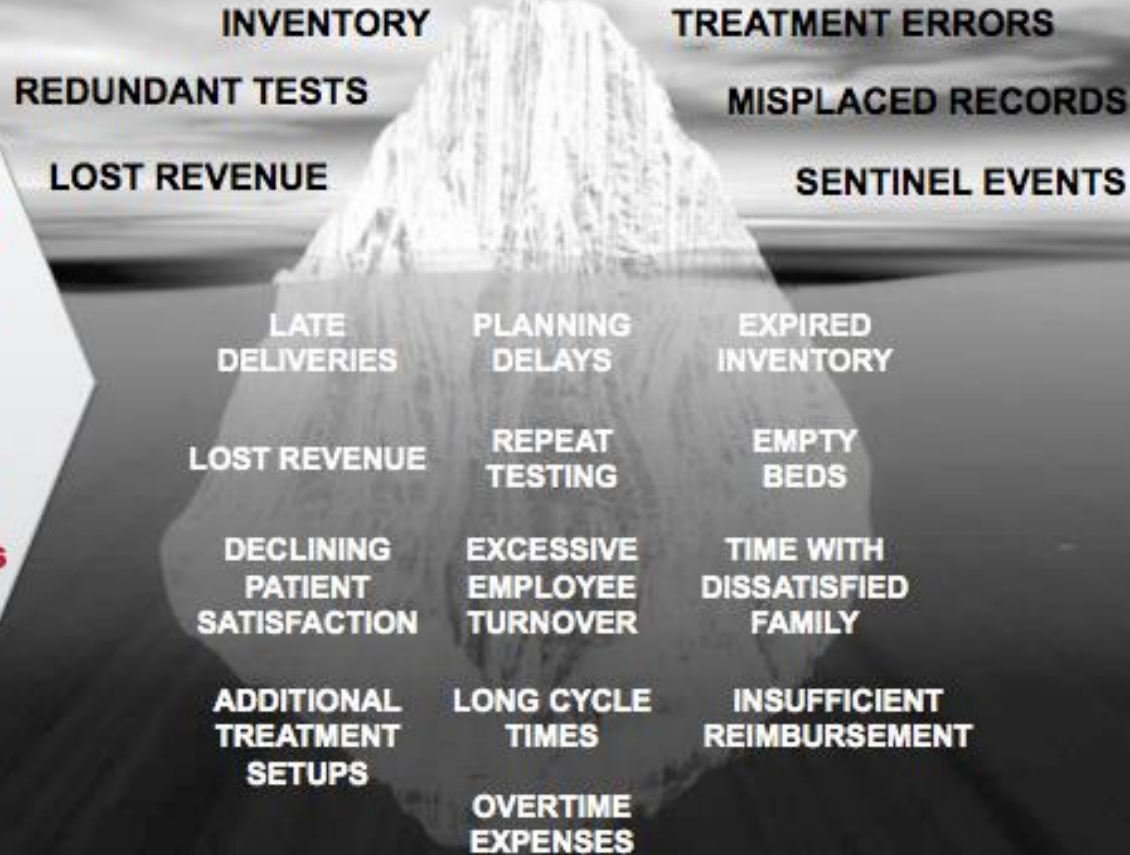 INVENTORY
TREATMENT ERRORS
REDUNDANT TESTS
MISPLACED RECORDS
LOST REVENUE
SENTINEL EVENTS
LATE
DELIVERIES
PLANNING
DELAYS
EXPIRED
INVENTORY
LOST REVENUE
REPEAT
TESTING
EMPTY
BEDS
DECLINING
PATIENT
SATISFACTION
EXCESSIVE
EMPLOYEE
TURNOVER
TIME WITH
DISSATISFIED
FAMILY
ADDITIONAL
TREATMENT
SETUPS
LONG CYCLE
TIMES
INSUFFICIENT
REIMBURSEMENT
OVERTIME
EXPENSES